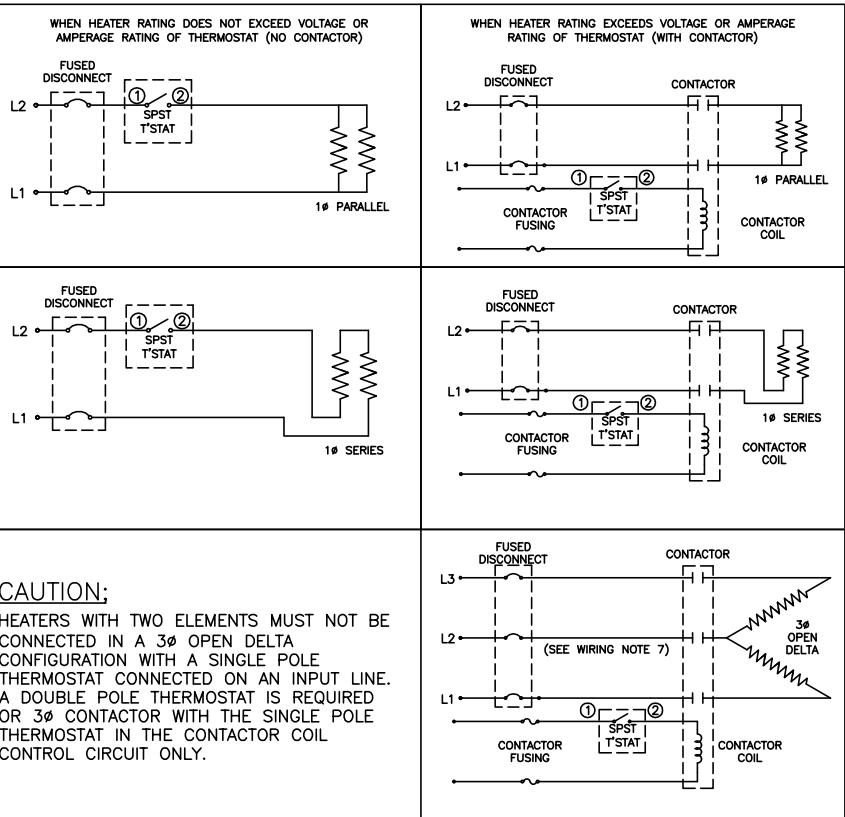 WHEN HEATER RATING DOES NOT EXCEED VOLTAGE OR
AMPERAGE RATING OF THERMOSTAT (NO CONTACTOR)
FUSED
DISCONNECT
L2
① ②
SPST
T'STAT
L1
1ø PARALLEL
WHEN HEATER RATING EXCEEDS VOLTAGE OR AMPERAGE
RATING OF THERMOSTAT (WITH CONTACTOR)
FUSED
DISCONNECT
CONTACTOR
L2
L1
① ②
SPST
T'STAT
1ø PARALLEL
CONTACTOR
FUSING
CONTACTOR
COIL
FUSED
DISCONNECT
L2
① ②
SPST
T'STAT
L1
1ø SERIES
FUSED
DISCONNECT
CONTACTOR
L2
L1
① ②
SPST
T'STAT
1ø SERIES
CONTACTOR
FUSING
CONTACTOR
COIL
CAUTION;
HEATERS WITH TWO ELEMENTS MUST NOT BE
CONNECTED IN A 3ø OPEN DELTA
CONFIGURATION WITH A SINGLE POLE
THERMOSTAT CONNECTED ON AN INPUT LINE.
A DOUBLE POLE THERMOSTAT IS REQUIRED
OR 3ø CONTACTOR WITH THE SINGLE POLE
THERMOSTAT IN THE CONTACTOR COIL
CONTROL CIRCUIT ONLY.
FUSED
DISCONNECT
CONTACTOR
L3
L2
(SEE WIRING NOTE 7)
3ø
OPEN
DELTA
L1
① ②
SPST
T'STAT
CONTACTOR
FUSING
CONTACTOR
COIL